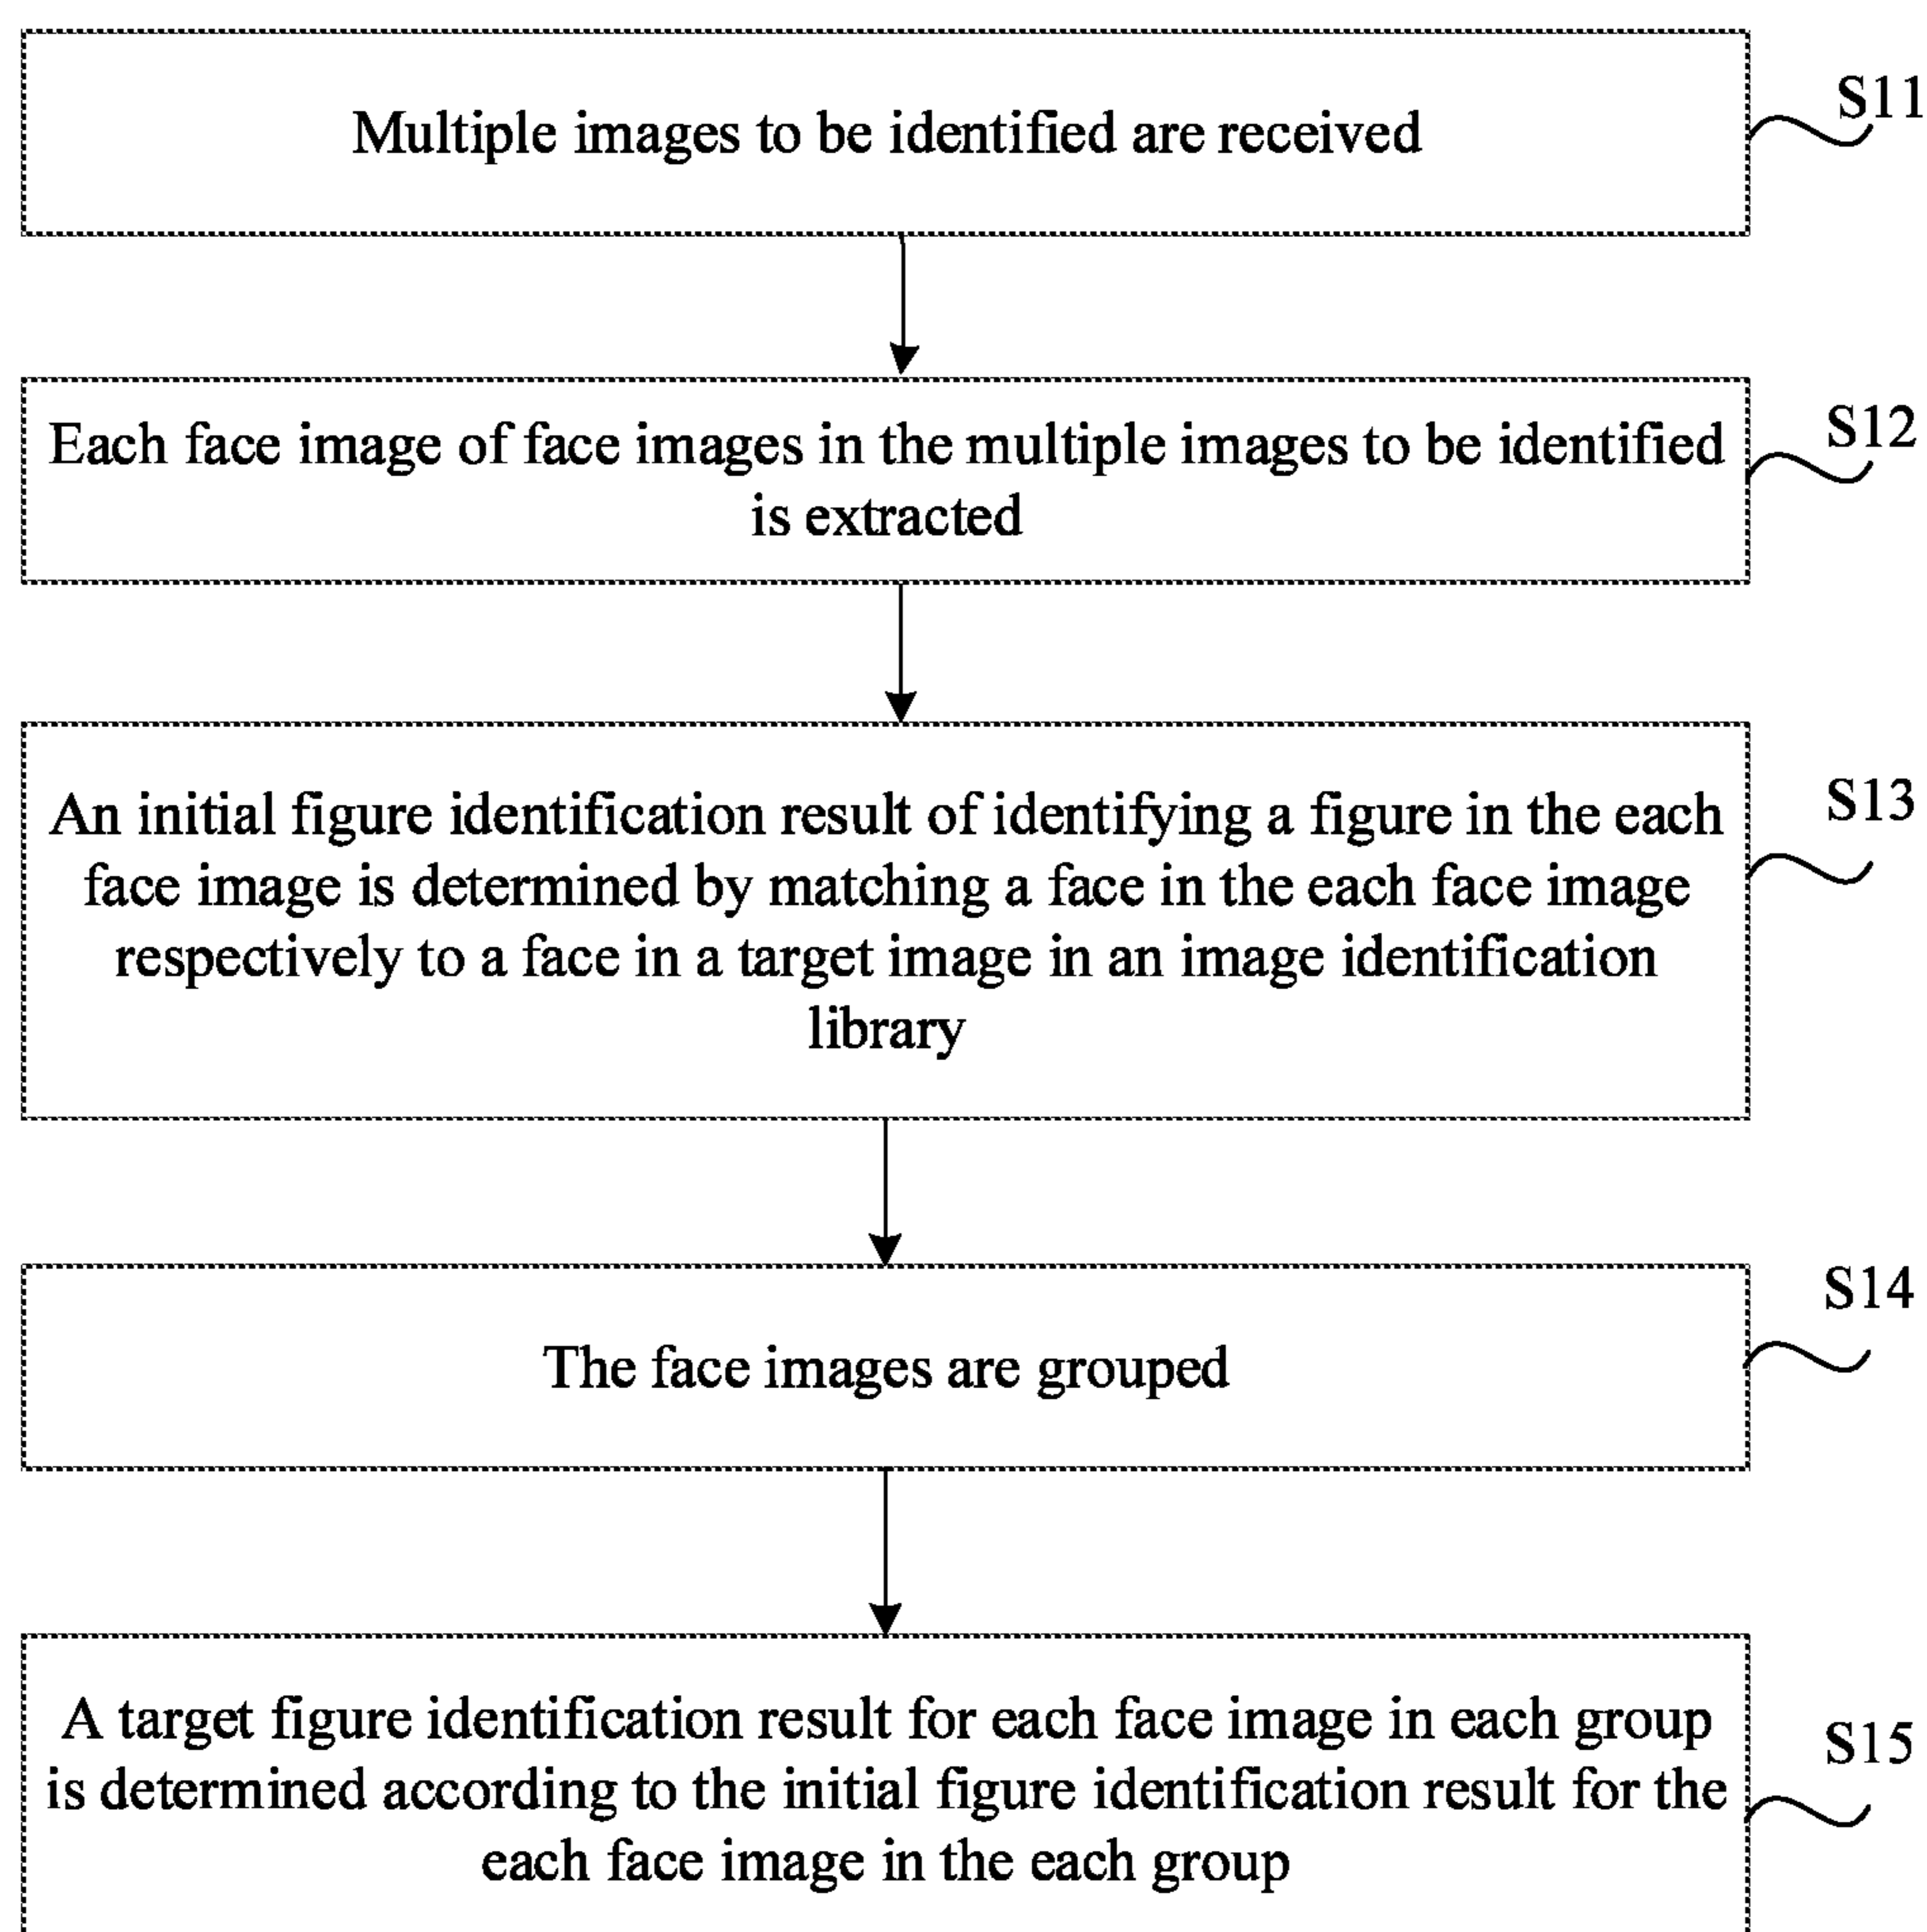 Multiple images to be identified are received
S11
Each face image of face images in the multiple images to be identified
is extracted
S12
An initial figure identification result of identifying a figure in the each
face image is determined by matching a face in the each face image
respectively to a face in a target image in an image identification
library
S13
The face images are grouped
S14
A target figure identification result for each face image in each group
is determined according to the initial figure identification result for the
each face image in the each group
S15